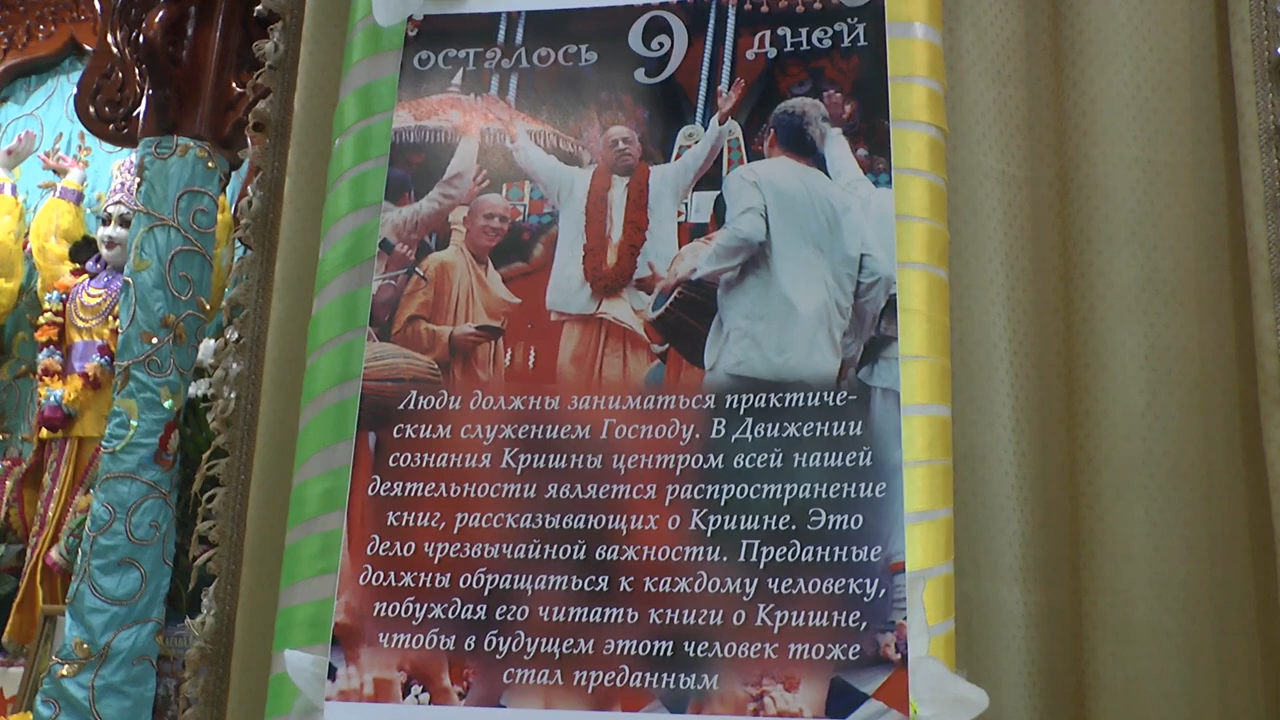 осталось 9 дней
Люди должны заниматься практиче-
ским служением Господу. В Движении
сознания Кришны центром всей нашей
деятельности является распространение
книг, рассказывающих о Кришне. Это
дело чрезвычайной важности. Преданные
должны обращаться к каждому человеку,
побуждая его читать книги о Кришне,
чтобы в будущем этот человек тоже
стал преданным